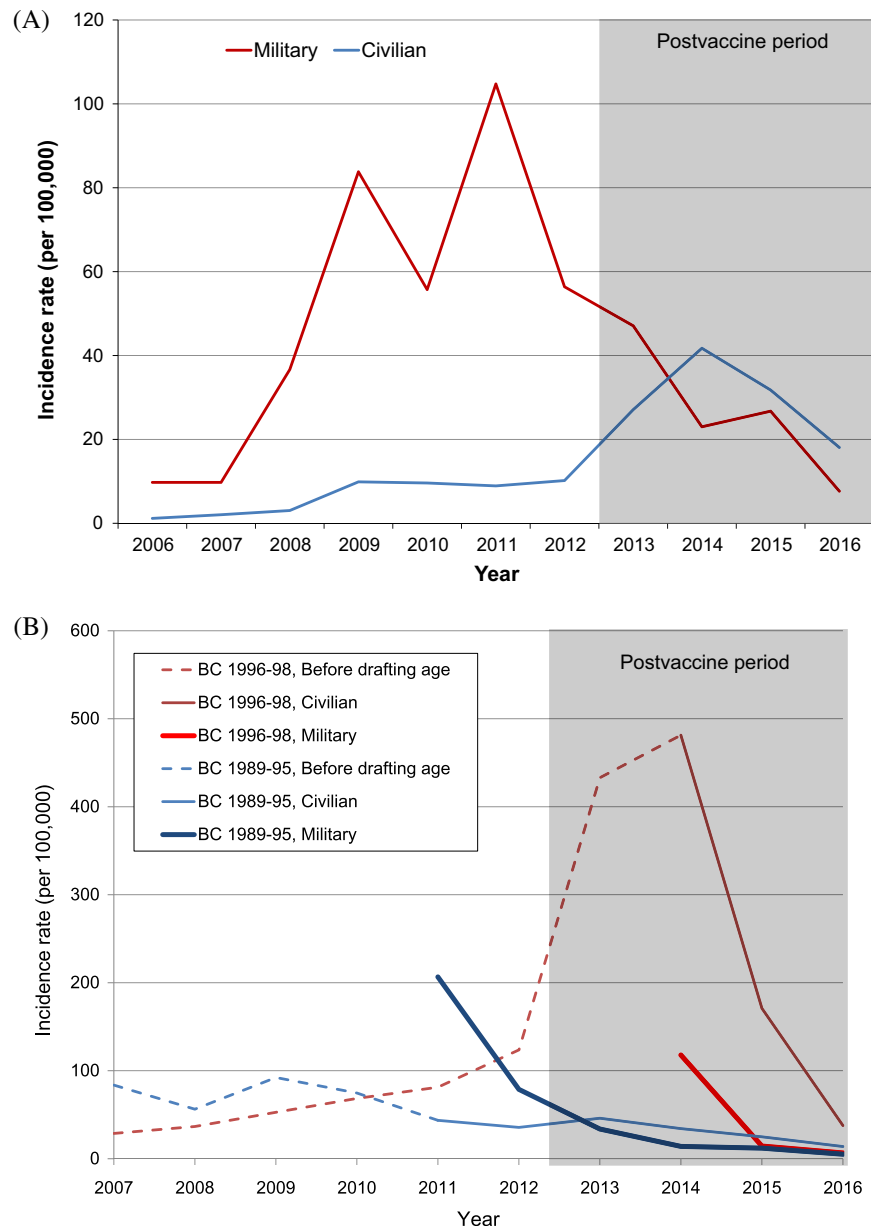 (A)
120
100
80
60
40
20
0
Incidence rate (per 100,000)
Military Civilian
Postvaccine period
2006 2007 2008 2009 2010 2011 2012 2013 2014 2015 2016
Year
(B)
600
500
400
300
200
100
0
Incidence rate (per 100,000)
BC 1996-98, Before drafting age
BC 1996-98, Civilian
BC 1996-98, Military
BC 1989-95, Before drafting age
BC 1989-95, Civilian
BC 1989-95, Military
Postvaccine period
2007 2008 2009 2010 2011 2012 2013 2014 2015 2016
Year